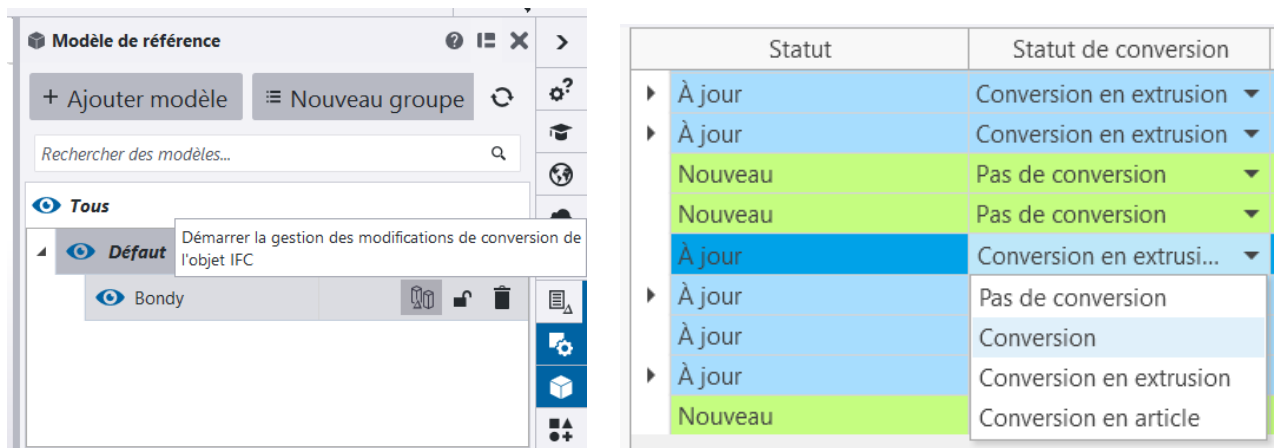 Modèle de référence
+ Ajouter modèle
Nouveau groupe
Rechercher des modèles...
Tous
Défaut
Démarrer la gestion des modifications de conversion de
l'objet IFC
Bondy
Statut Statut de conversion
À jour Conversion en extrusion
À jour Conversion en extrusion
Nouveau Pas de conversion
Nouveau Pas de conversion
À jour Conversion en extrusi...
À jour Pas de conversion
À jour Conversion
À jour Conversion en extrusion
Nouveau Conversion en article